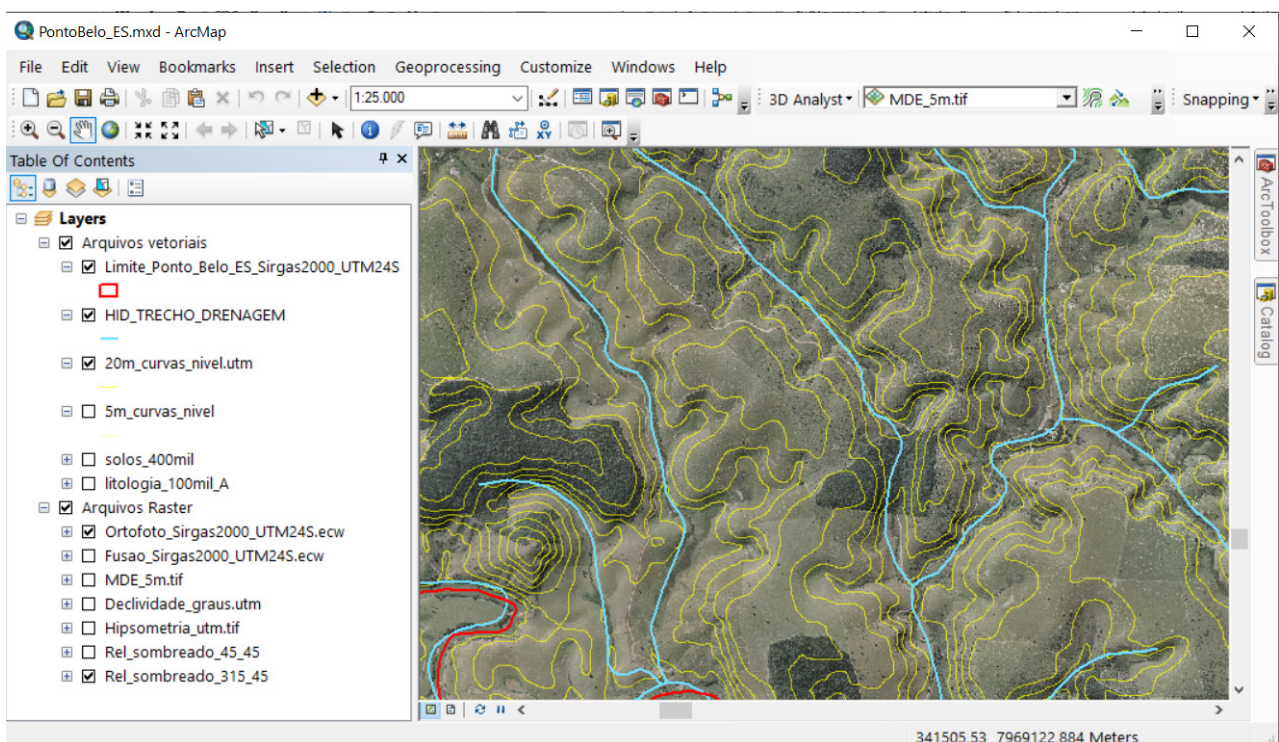 PontoBelo_ES.mxd - ArcMap
File Edit View Bookmarks Insert Selection Geoprocessing Customize Windows Help
1:25.000 3D Analyst MDE_5m.tif Snapping
XY
Table Of Contents
Layers
Arquivos vetoriais
Limite_Ponto_Belo_ES_Sirgas2000_UTM24S
HID_TRECHO_DRENAGEM
20m_curvas_nivel.utm
5m_curvas_nivel
solos_400mil
litologia_100mil_A
Arquivos Raster
Ortofoto_Sirgas2000_UTM24S.ecw
Fusao_Sirgas2000_UTM24S.ecw
MDE_5m.tif
Declividade_graus.utm
Hipsometria_utm.tif
Rel_sombreado_45_45
Rel_sombreado_315_45
ArcToolbox
Catalog
341505,53 7969122,884 Meters